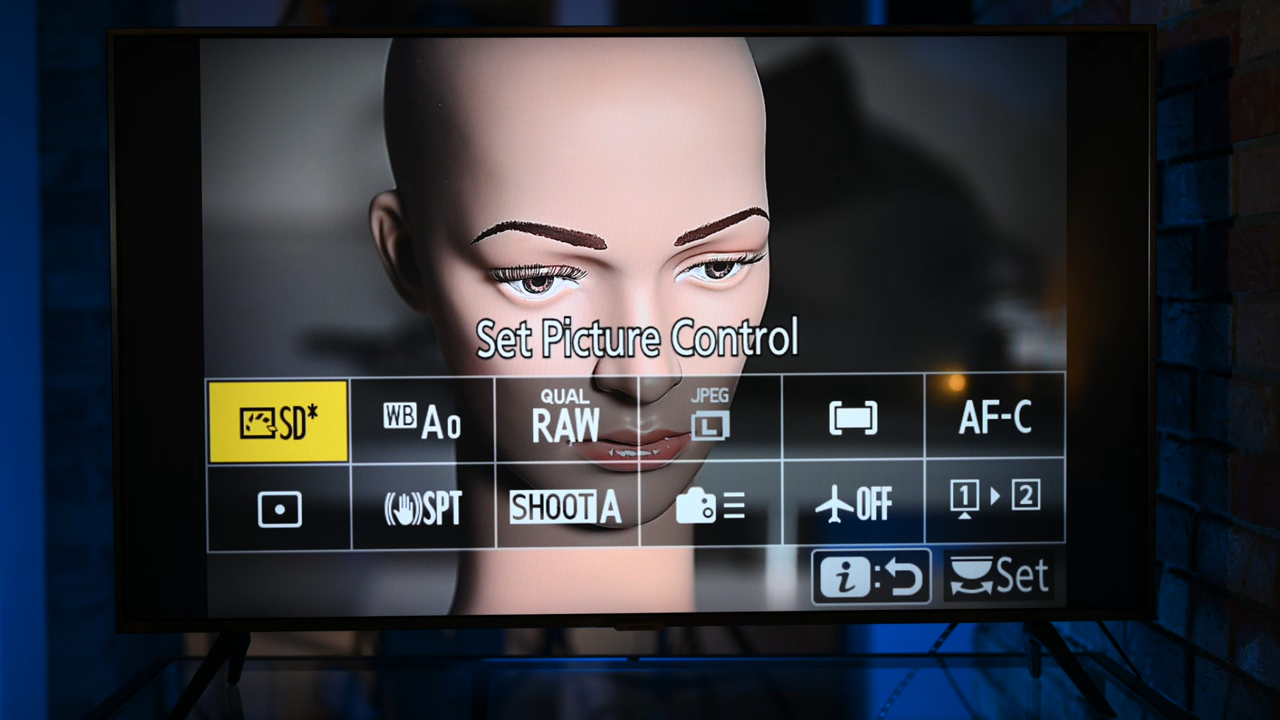 Set Picture Control
SD*
WB A0
QUAL
RAW
JPEG
L
AF-C
SPT
SHOOT A
OFF
1 2
i : Set